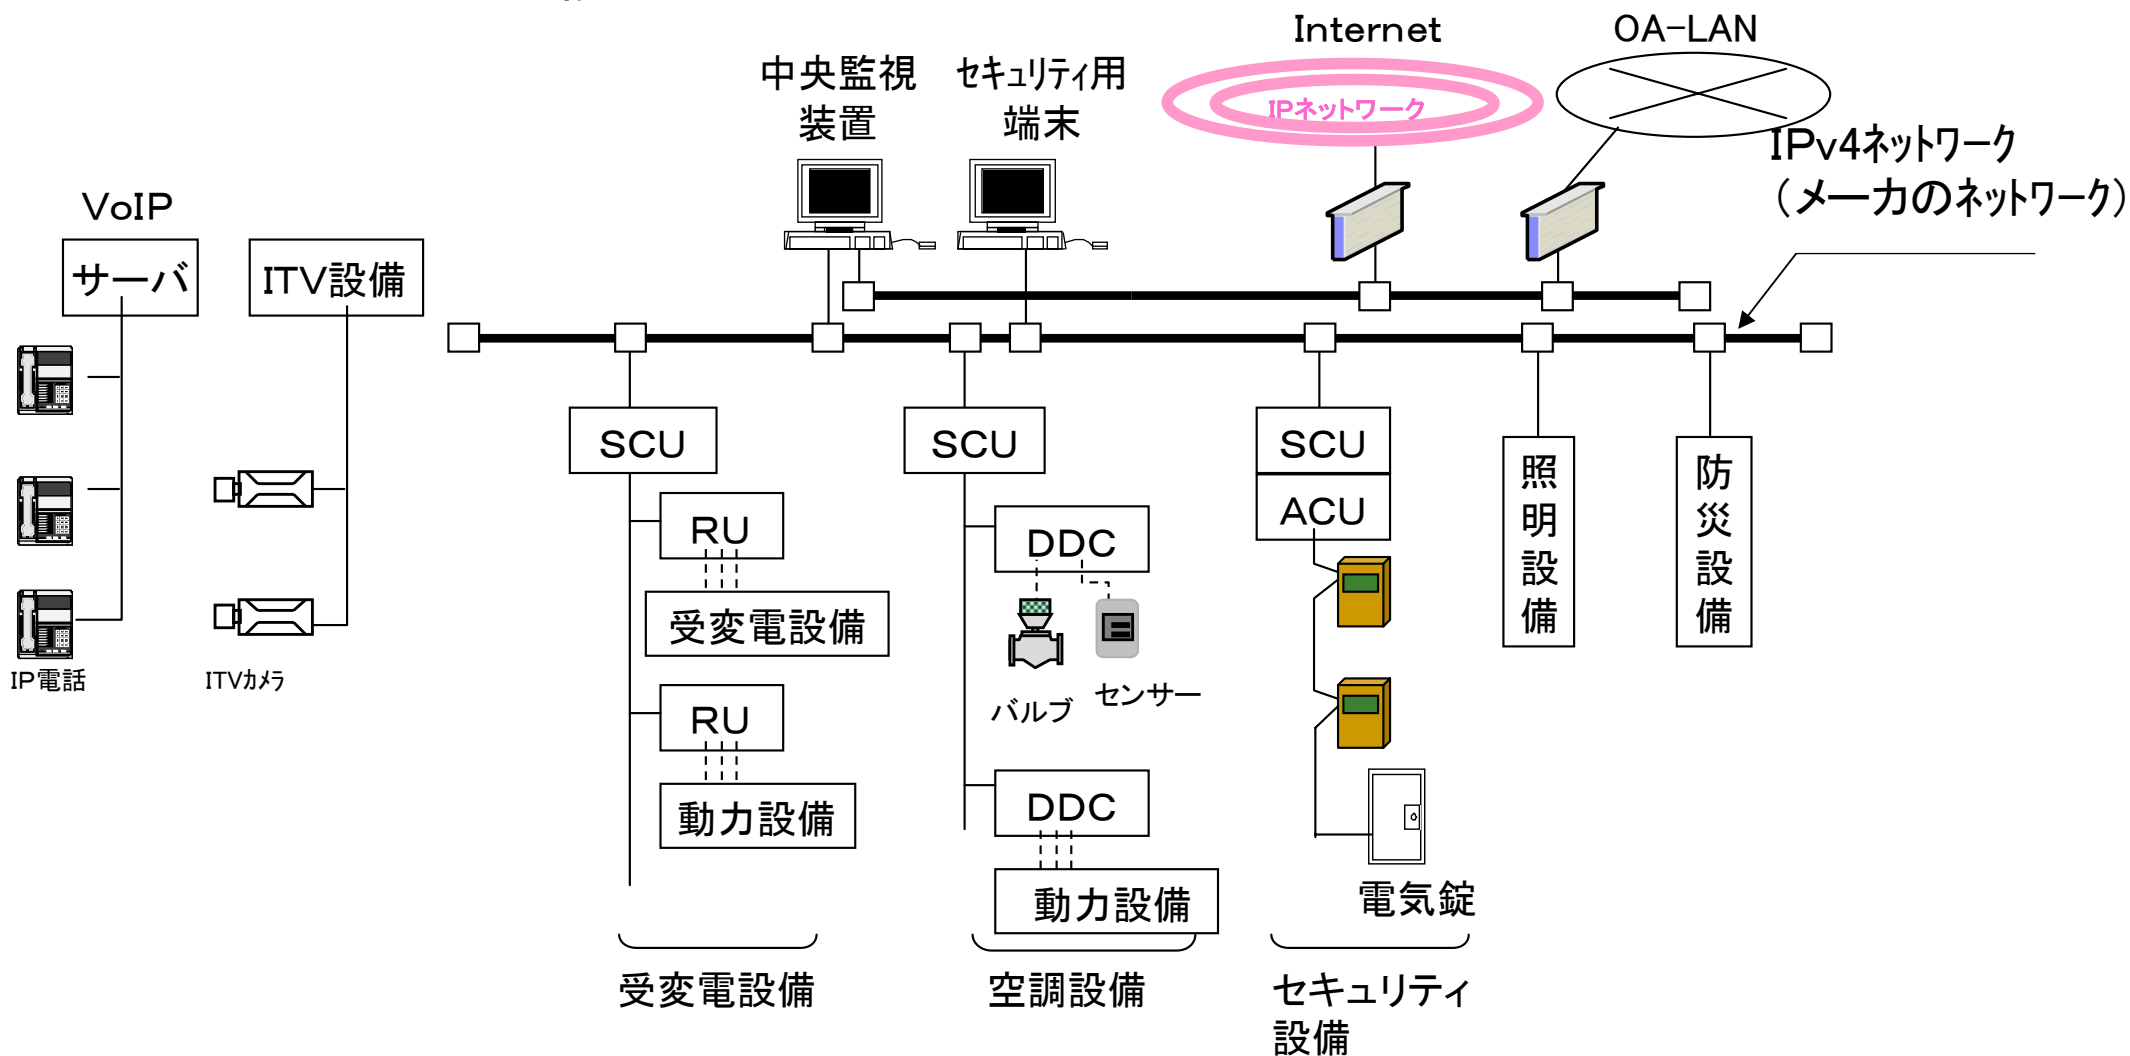 Internet
OA-LAN
中央監視
装置
セキュリティ用
端末
IPネットワーク
IPv4ネットワーク
（メーカのネットワーク）
VoIP
サーバ
ITV設備
SCU
SCU
SCU
ACU
照明設備
防災設備
RU
受変電設備
DDC
バルブ
センサー
IP電話
ITVカメラ
RU
動力設備
DDC
動力設備
電気錠
受変電設備
空調設備
セキュリティ
設備